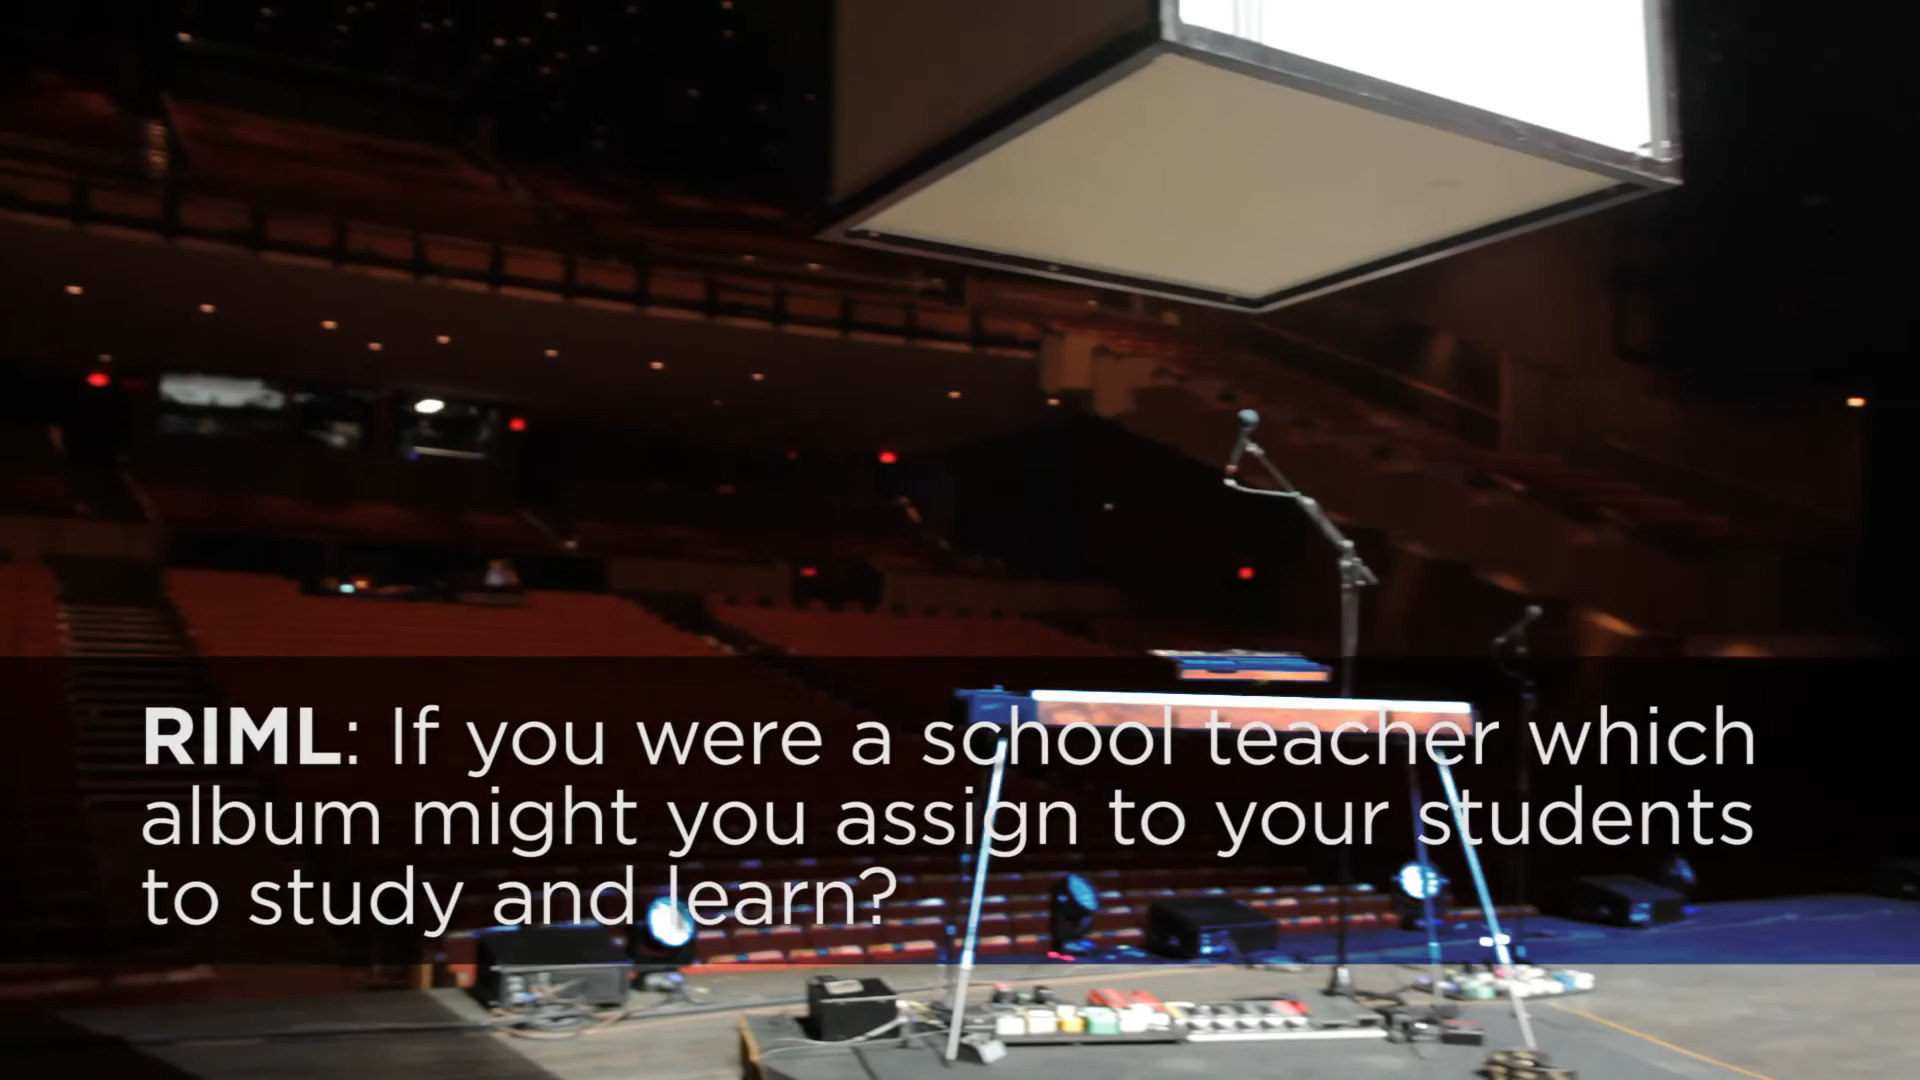 RIML: If you were a school teacher which
album might you assign to your students
to study and learn?